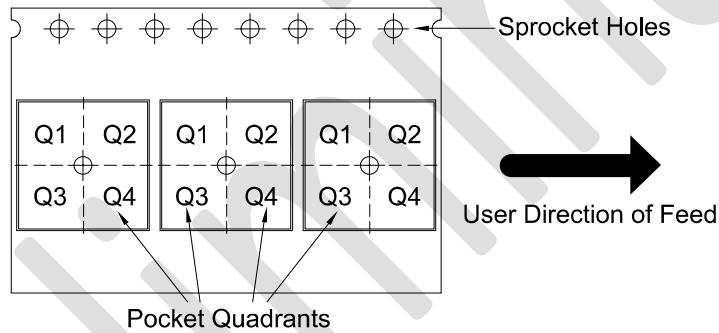 Sprocket Holes
Q1 Q2 Q1 Q2 Q1 Q2
Q3 Q4 Q3 Q4 Q3 Q4
User Direction of Feed
Pocket Quadrants